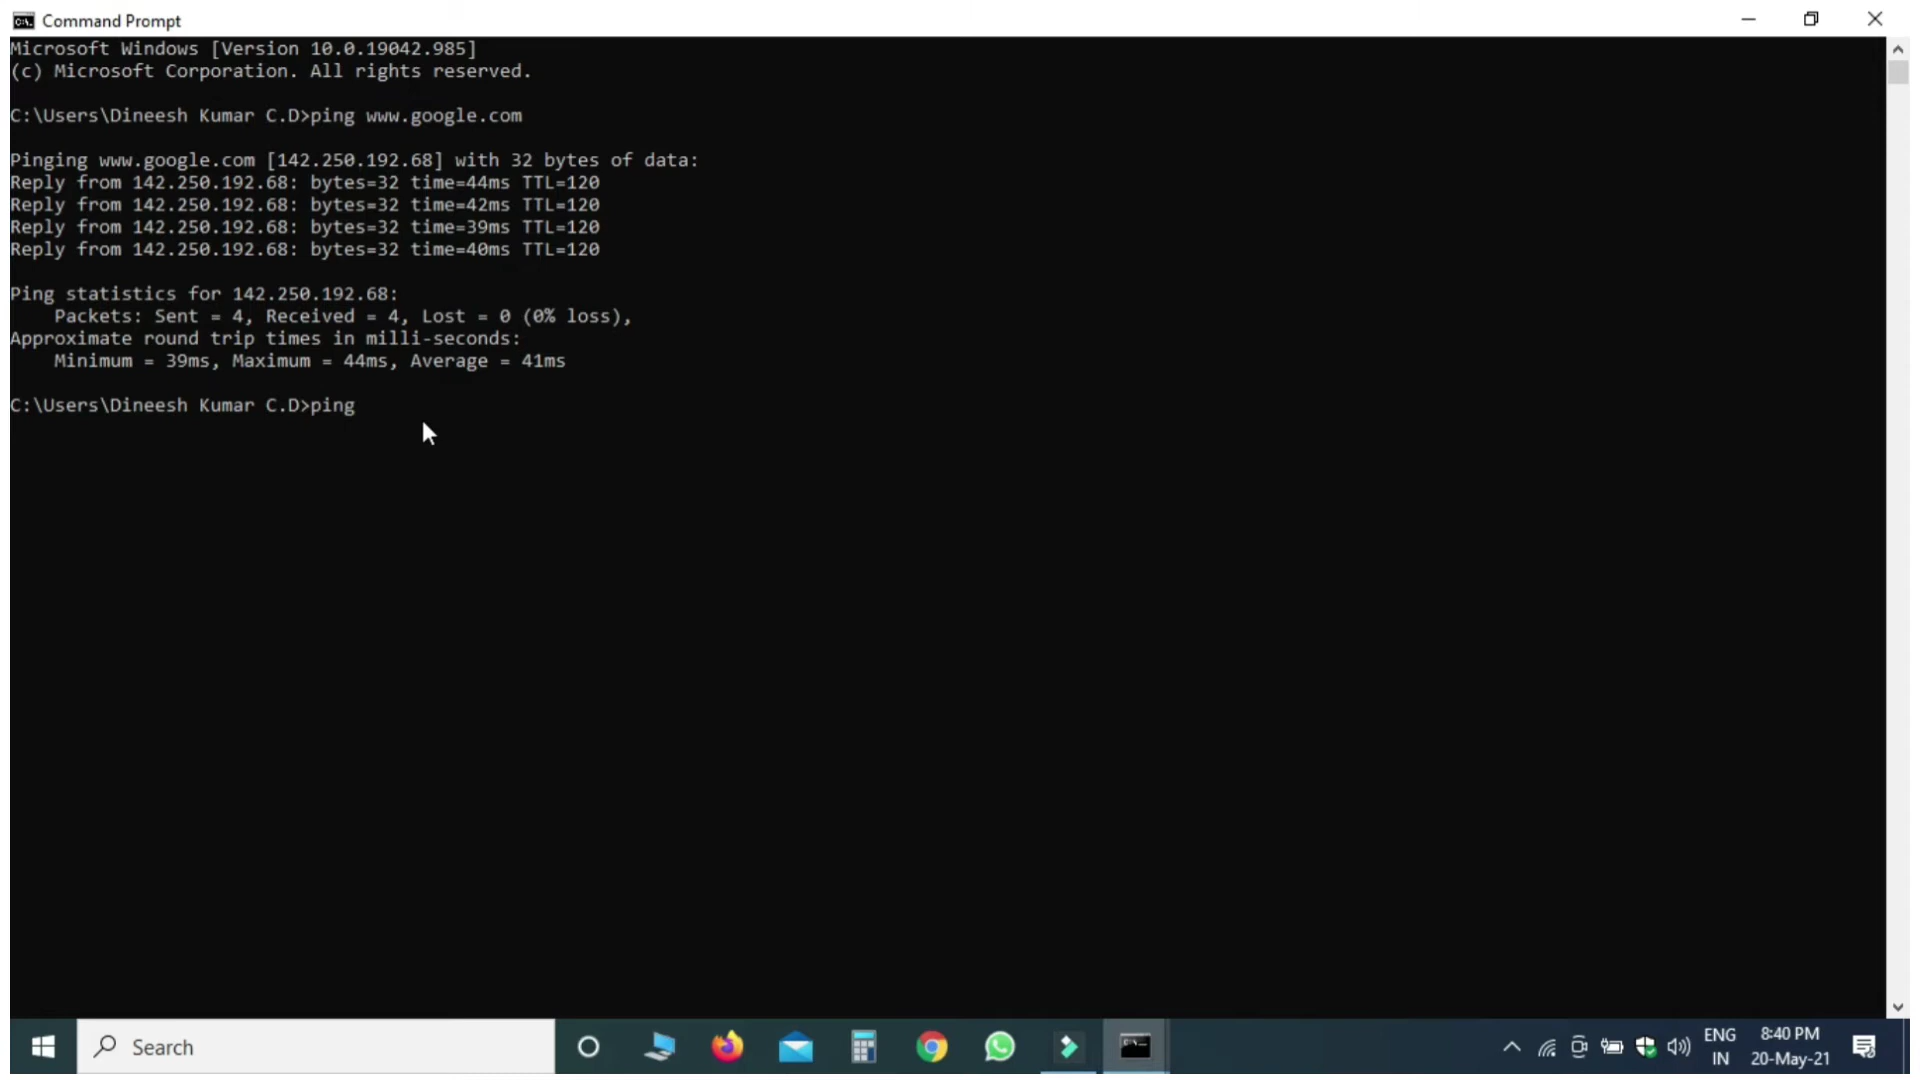 Command Prompt
Microsoft Windows [Version 10.0.19042.985]
(c) Microsoft Corporation. All rights reserved.
C:\Users\Dineesh Kumar C.D>ping www.google.com
Pinging www.google.com [142.250.192.68] with 32 bytes of data:
Reply from 142.250.192.68: bytes=32 time=44ms TTL=120
Reply from 142.250.192.68: bytes=32 time=42ms TTL=120
Reply from 142.250.192.68: bytes=32 time=39ms TTL=120
Reply from 142.250.192.68: bytes=32 time=40ms TTL=120
Ping statistics for 142.250.192.68:
    Packets: Sent = 4, Received = 4, Lost = 0 (0% loss),
Approximate round trip times in milli-seconds:
    Minimum = 39ms, Maximum = 44ms, Average = 41ms
C:\Users\Dineesh Kumar C.D>ping
Search
ENG
IN
8:40 PM
20-May-21